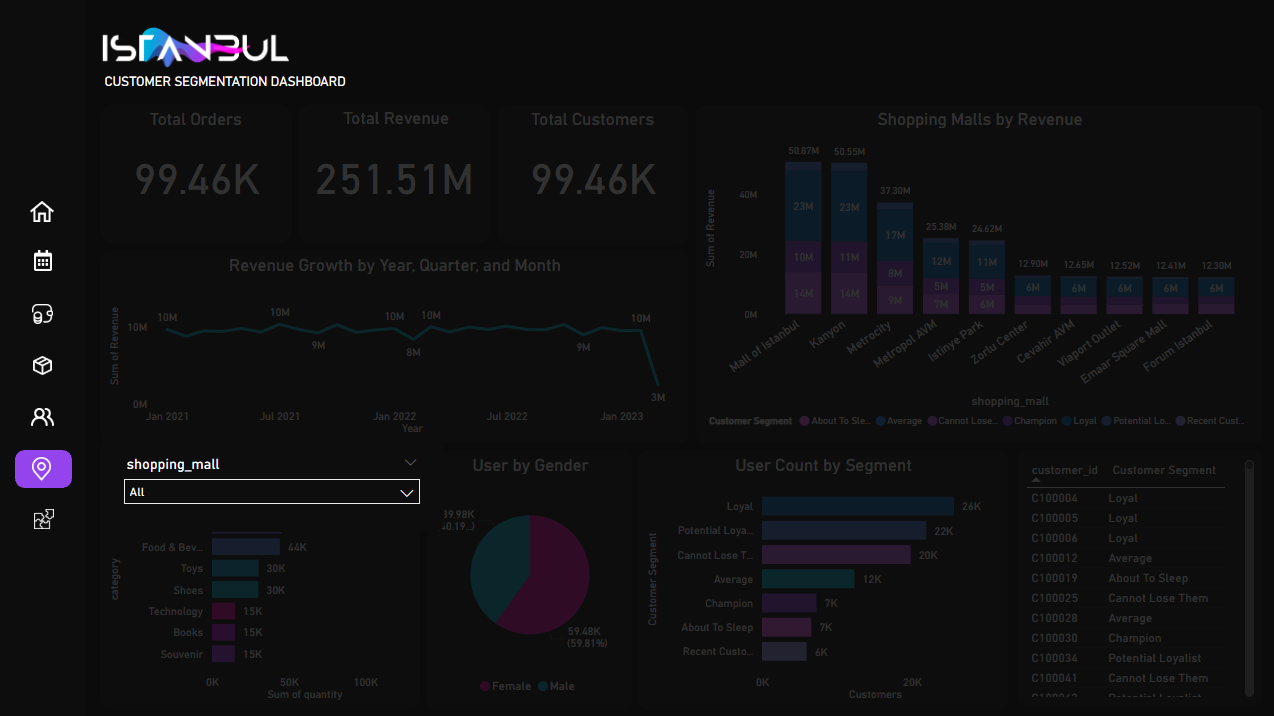 ISTANBUL
CUSTOMER SEGMENTATION DASHBOARD
Total Orders
99.46K
Total Revenue
251.51M
Total Customers
99.46K
Shopping Malls by Revenue
50.87M
50.55M
37.30M
25.38M
24.62M
12.90M
12.65M
12.52M
12.41M
12.30M
Sum of Revenue
40M
20M
0M
23M
10M
14M
23M
11M
14M
17M
8M
9M
12M
5M
7M
11M
5M
6M
6M
6M
6M
6M
6M
Mall of Istanbul
Kanyon
Metrocity
Metropol AVM
Istinye Park
Zorlu Center
Cevahir AVM
Viaport Outlet
Emaar Square Mall
Forum Istanbul
shopping_mall
Customer Segment About To Sle... Average Cannot Lose... Champion Loyal Potential Lo... Recent Cust...
Revenue Growth by Year, Quarter, and Month
Sum of Revenue
10M
0M
10M
10M
9M
10M
8M
10M
9M
10M
3M
Jan 2021 Jul 2021 Jan 2022 Jul 2022 Jan 2023
Year
shopping_mall
All
category
Food & Bev... 44K
Toys 30K
Shoes 30K
Technology 15K
Books 15K
Souvenir 15K
0K 50K 100K
Sum of quantity
User by Gender
39.98K
59.48K
(59.81%)
Female Male
User Count by Segment
Customer Segment
Loyal 26K
Potential Loya... 22K
Cannot Lose T... 20K
Average 12K
Champion 7K
About To Sleep 7K
Recent Custo... 6K
0K 20K
Customers
customer_id Customer Segment
C100004 Loyal
C100005 Loyal
C100006 Loyal
C100012 Average
C100019 About To Sleep
C100025 Cannot Lose Them
C100028 Average
C100030 Champion
C100034 Potential Loyalist
C100041 Cannot Lose Them